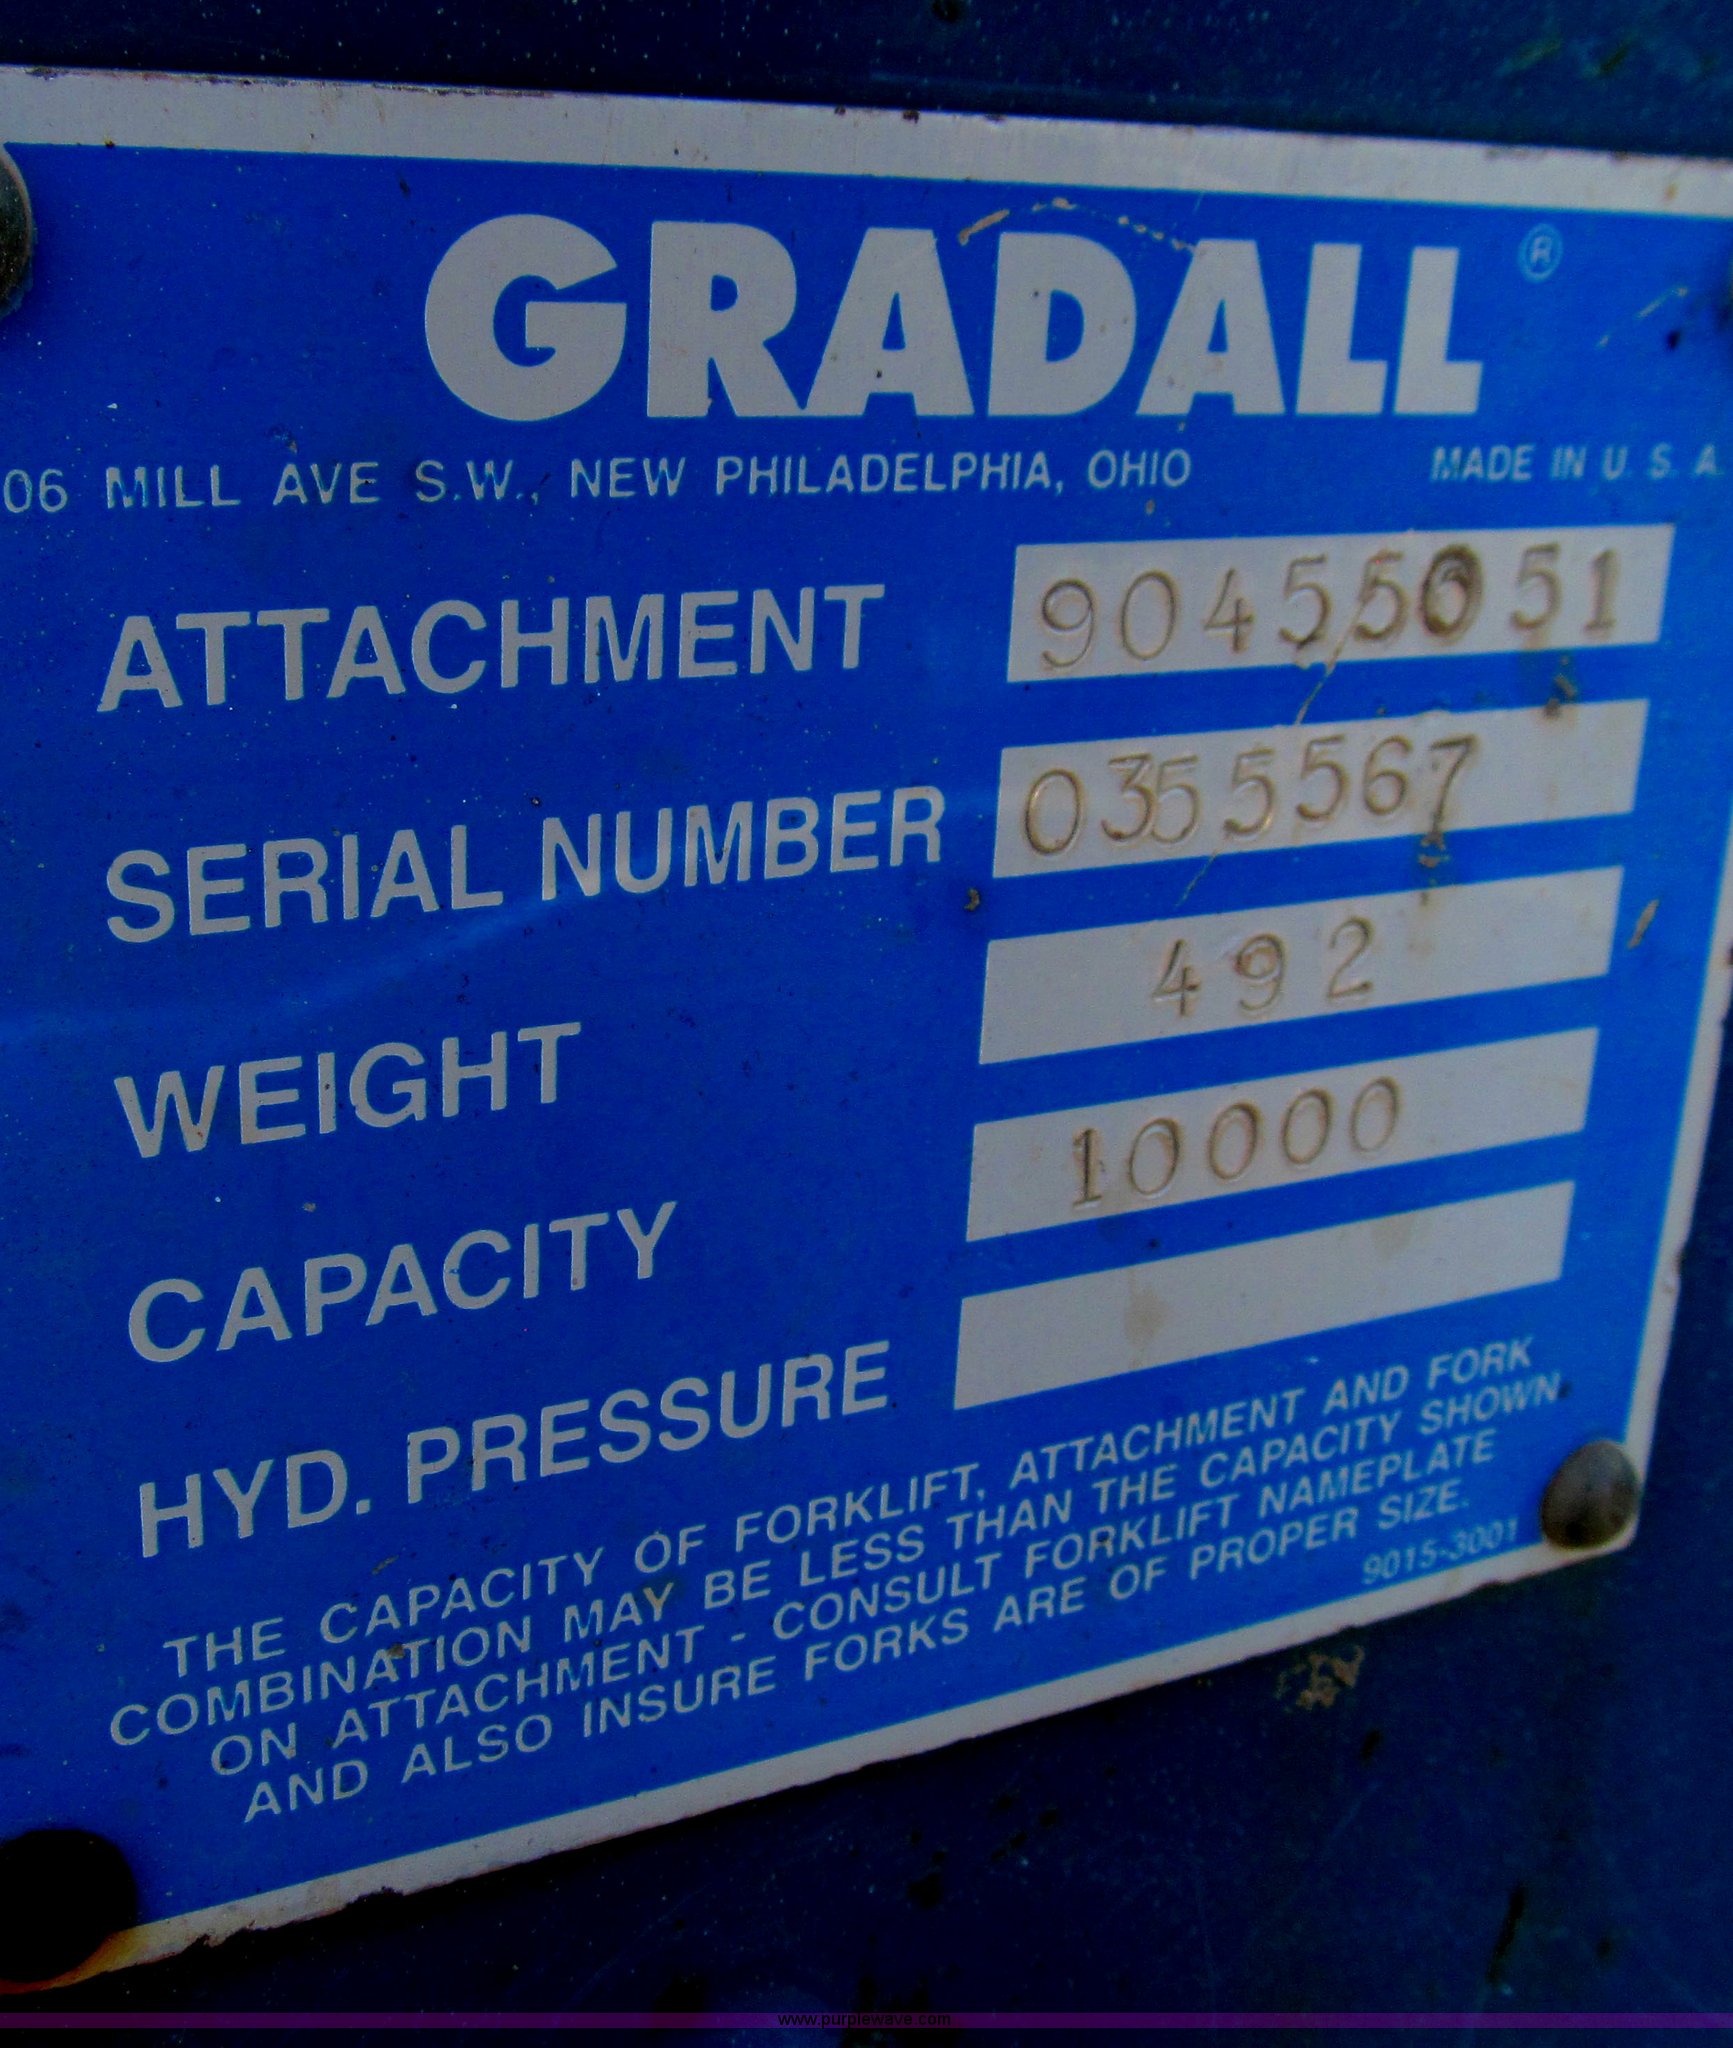 GRADALL®
06 MILL AVE S.W., NEW PHILADELPHIA, OHIO MADE IN U.S.A
ATTACHMENT 90455051
SERIAL NUMBER 0355567
WEIGHT 492
CAPACITY 10000
HYD. PRESSURE
THE CAPACITY OF FORKLIFT, ATTACHMENT AND FORK
COMBINATION MAY BE LESS THAN THE CAPACITY SHOWN
ON ATTACHMENT - CONSULT FORKLIFT NAMEPLATE
AND ALSO INSURE FORKS ARE OF PROPER SIZE.
9015-3001
www.purplewave.com